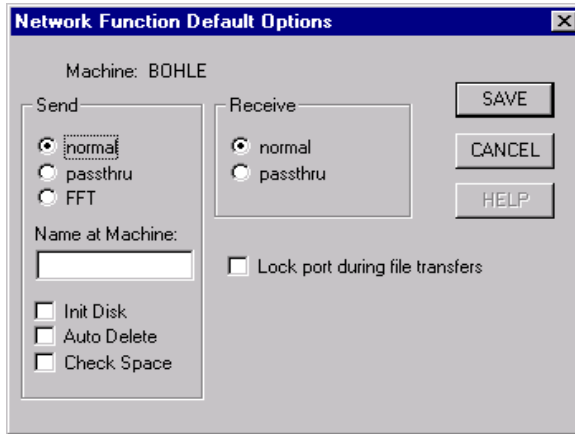 Network Function Default Options
Machine: BOHLE
Send
normal
passthru
FFT
Name at Machine:
Init Disk
Auto Delete
Check Space
Receive
normal
passthru
Lock port during file transfers
SAVE
CANCEL
HELP